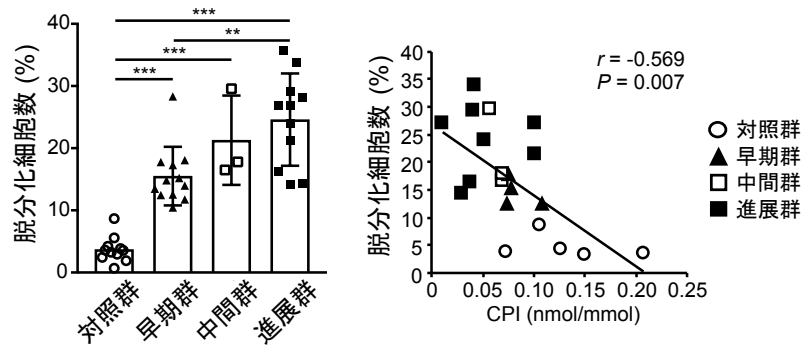 ***
***
**
***
脱分化細胞数 (%)
40
30
20
10
0
対照群
早期群
中間群
進展群
r = -0.569
P = 0.007
脱分化細胞数 (%)
40
35
30
25
20
15
10
5
0
0 0.05 0.10 0.15 0.20 0.25
CPI (nmol/mmol)
対照群
早期群
中間群
進展群